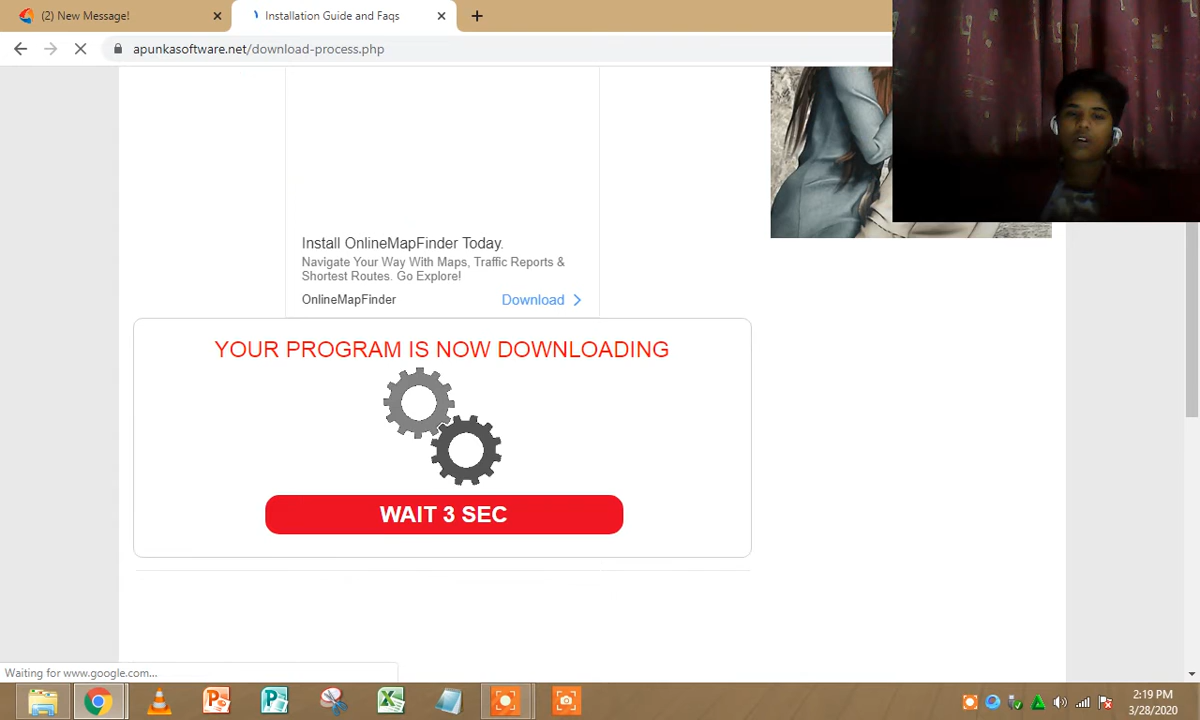 (2) New Message!
Installation Guide and Faqs
apunkasoftware.net/download-process.php
Install OnlineMapFinder Today.
Navigate Your Way With Maps, Traffic Reports &
Shortest Routes. Go Explore!
OnlineMapFinder
Download
YOUR PROGRAM IS NOW DOWNLOADING
WAIT 3 SEC
Waiting for www.google.com...
2:19 PM
3/28/2020